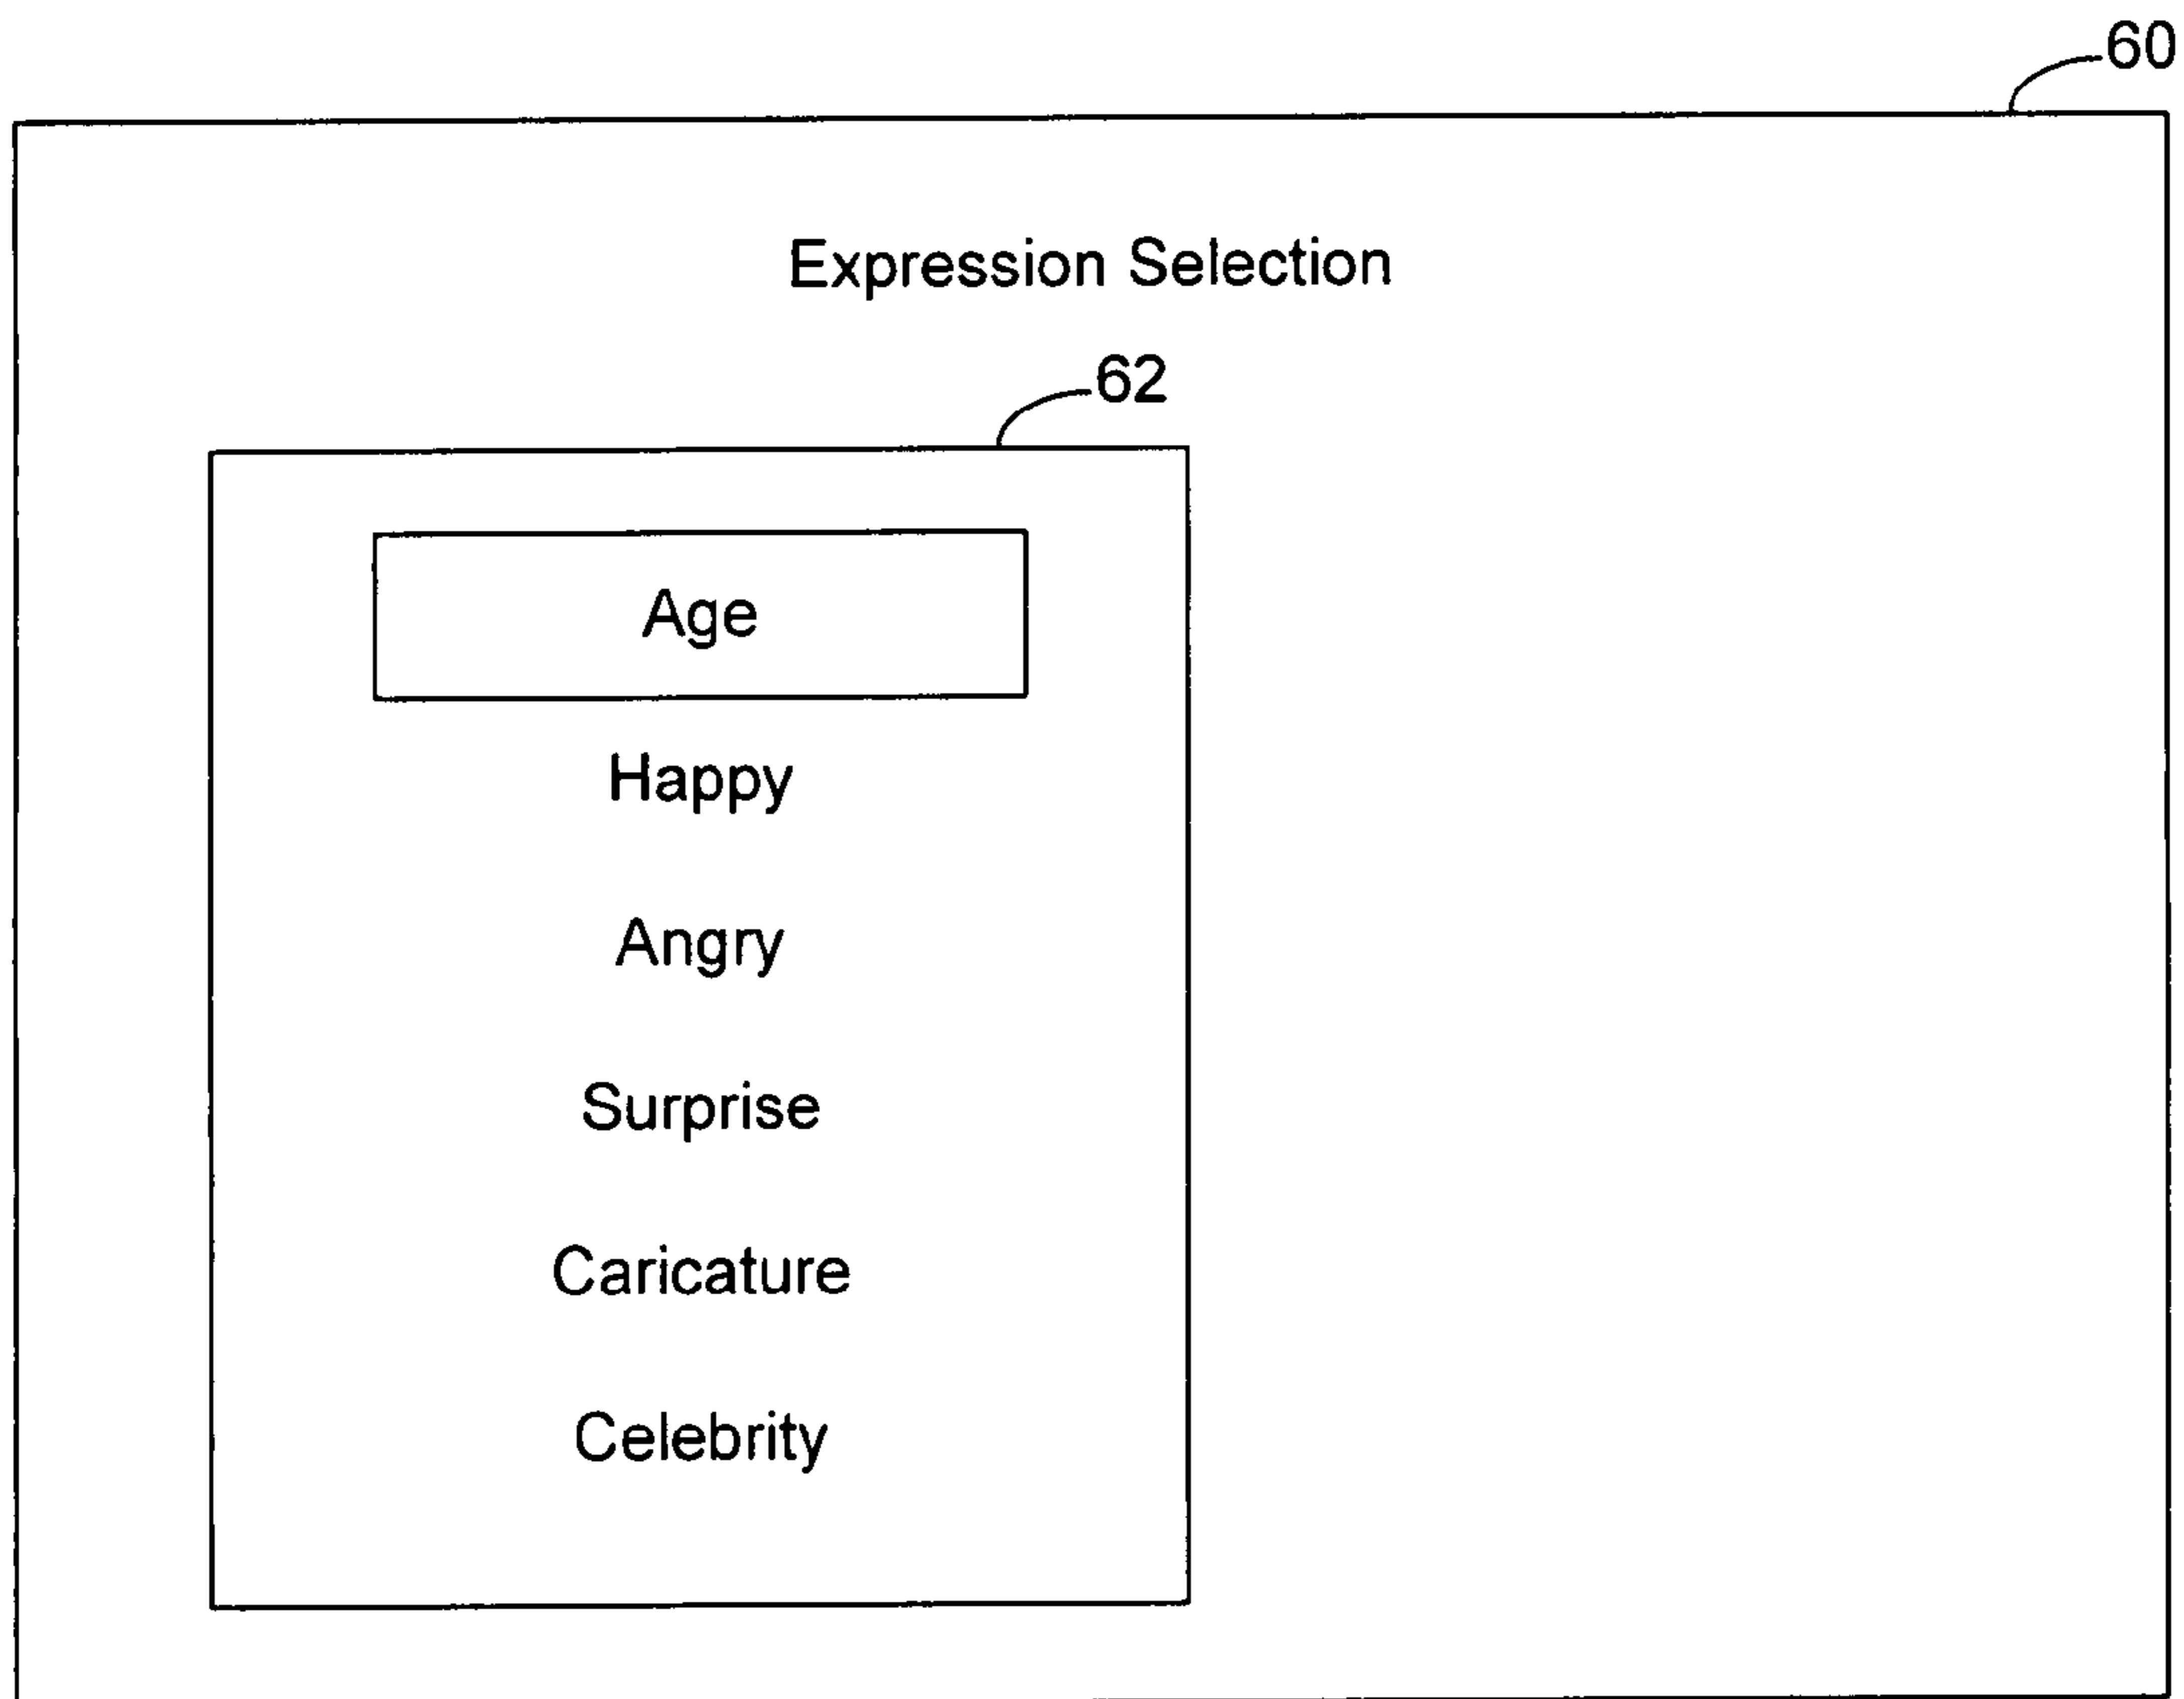 60
Expression Selection
62
Age
Happy
Angry
Surprise
Caricature
Celebrity